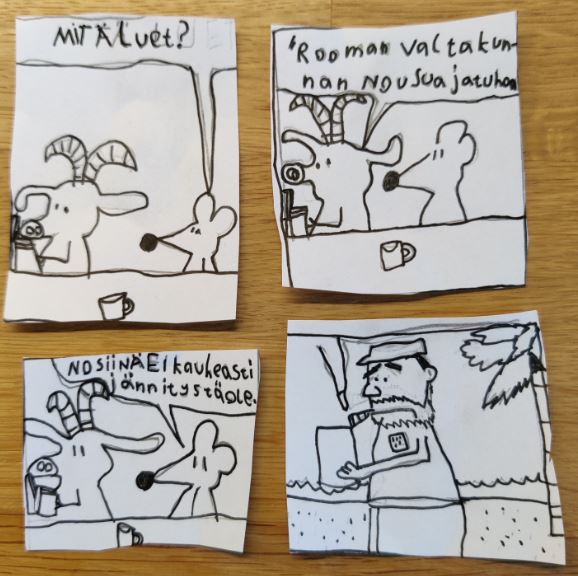 MITÄ LUET?
'ROOMAN VALTAKUN-
NAN NOUSU JA TUHO'
NO SIINÄ EI KAUHEASTI
JÄNNITYSTÄ OLE.